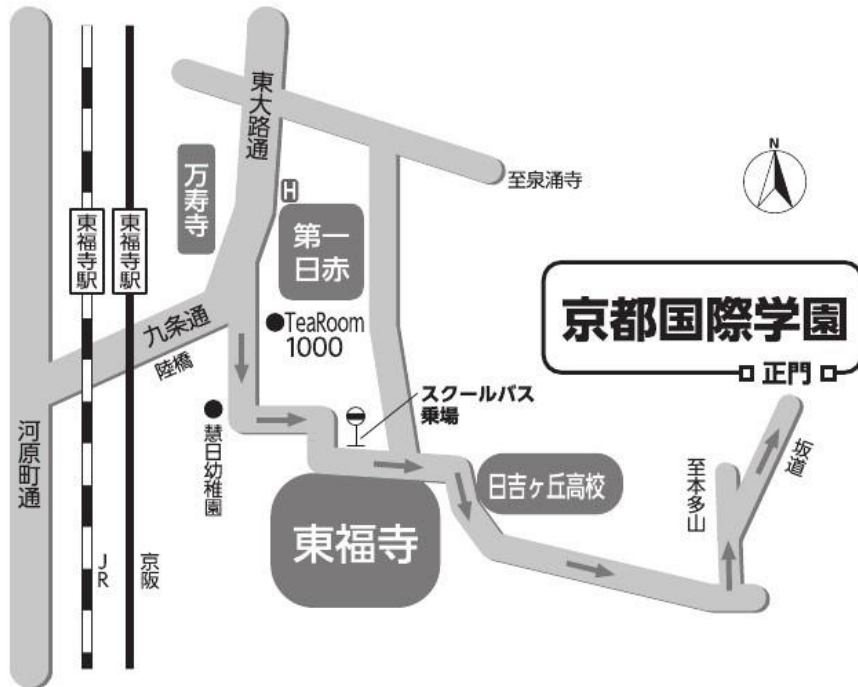 東大路通
至泉涌寺
N
万寿寺
H
第一
日赤
東福寺駅
東福寺駅
京都国際学園
正門
九条通
陸橋
TeaRoom
1000
スクールバス
乗場
慧日幼稚園
河原町通
坂道
至本多山
日吉ヶ丘高校
東福寺
JR
京阪